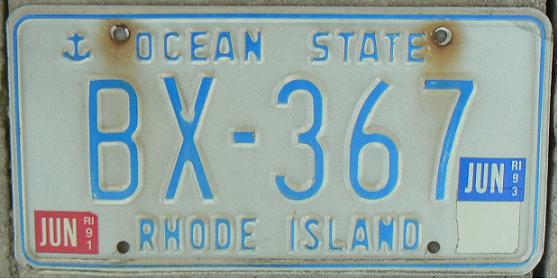 OCEAN STATE
BX-367
JUN RI 93
JUN RI 91
RHODE ISLAND